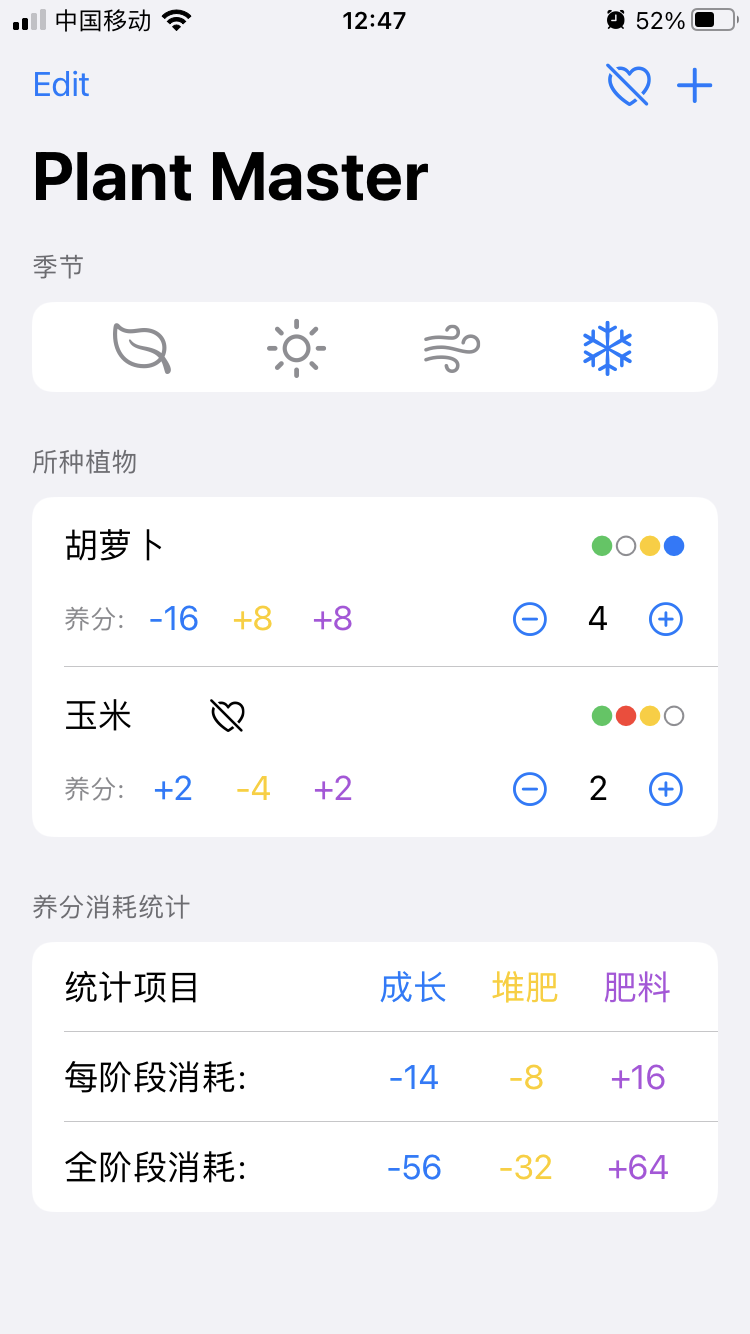 中国移动 12:47 52%
Edit
Plant Master
季节
所种植物
胡萝卜
养分: -16 +8 +8 4
玉米
养分: +2 -4 +2 2
养分消耗统计
统计项目 成长 堆肥 肥料
每阶段消耗: -14 -8 +16
全阶段消耗: -56 -32 +64